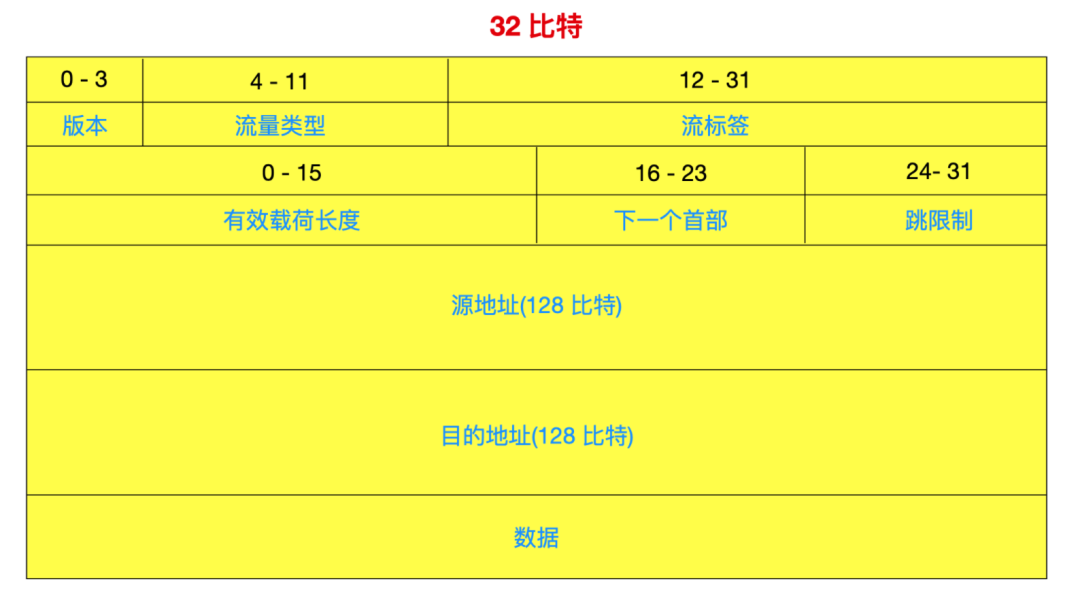 32 比特
0 - 3 4 - 11 12 - 31
版本 流量类型 流标签
0 - 15 16 - 23 24- 31
有效载荷长度 下一个首部 跳限制
源地址(128 比特)
目的地址(128 比特)
数据